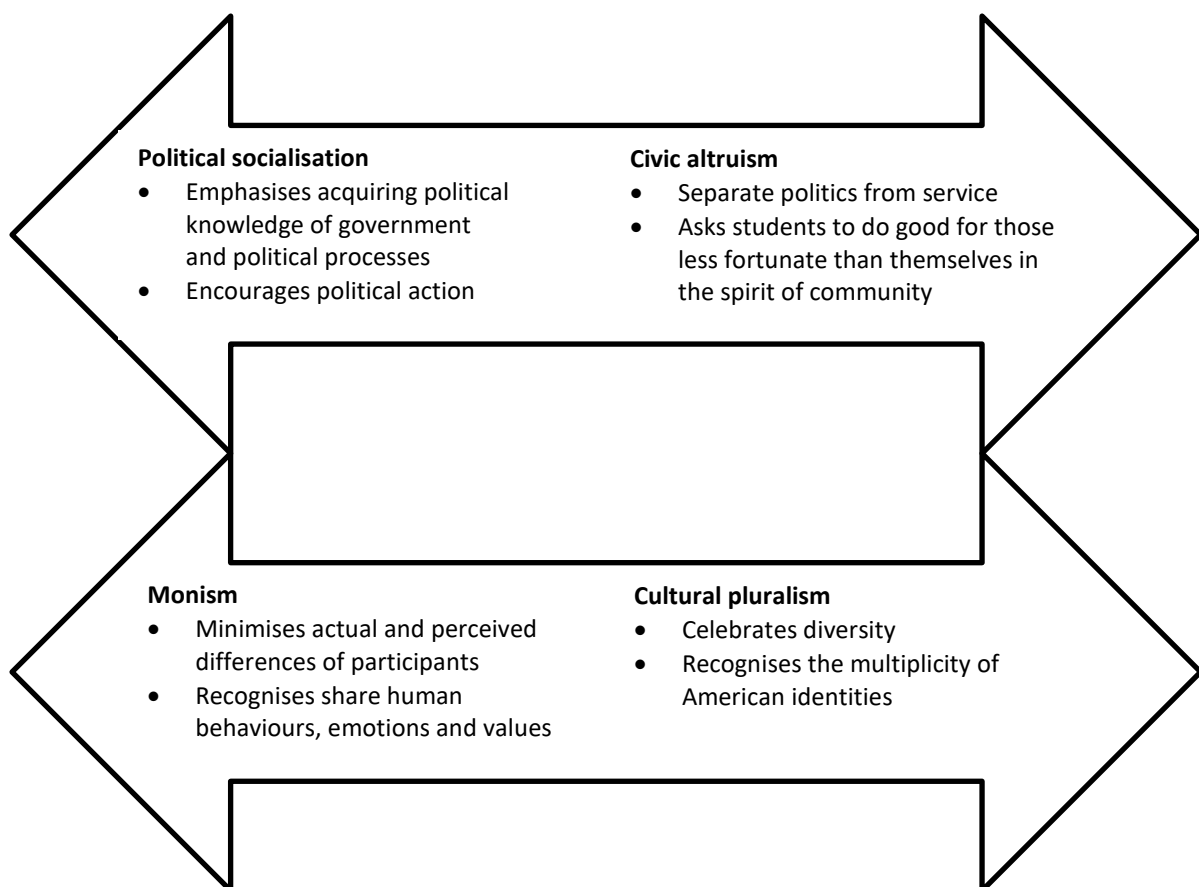 Political socialisation
• Emphasises acquiring political
knowledge of government
and political processes
• Encourages political action
Civic altruism
• Separate politics from service
• Asks students to do good for those
less fortunate than themselves in
the spirit of community
Monism
• Minimises actual and perceived
differences of participants
• Recognises share human
behaviours, emotions and values
Cultural pluralism
• Celebrates diversity
• Recognises the multiplicity of
American identities